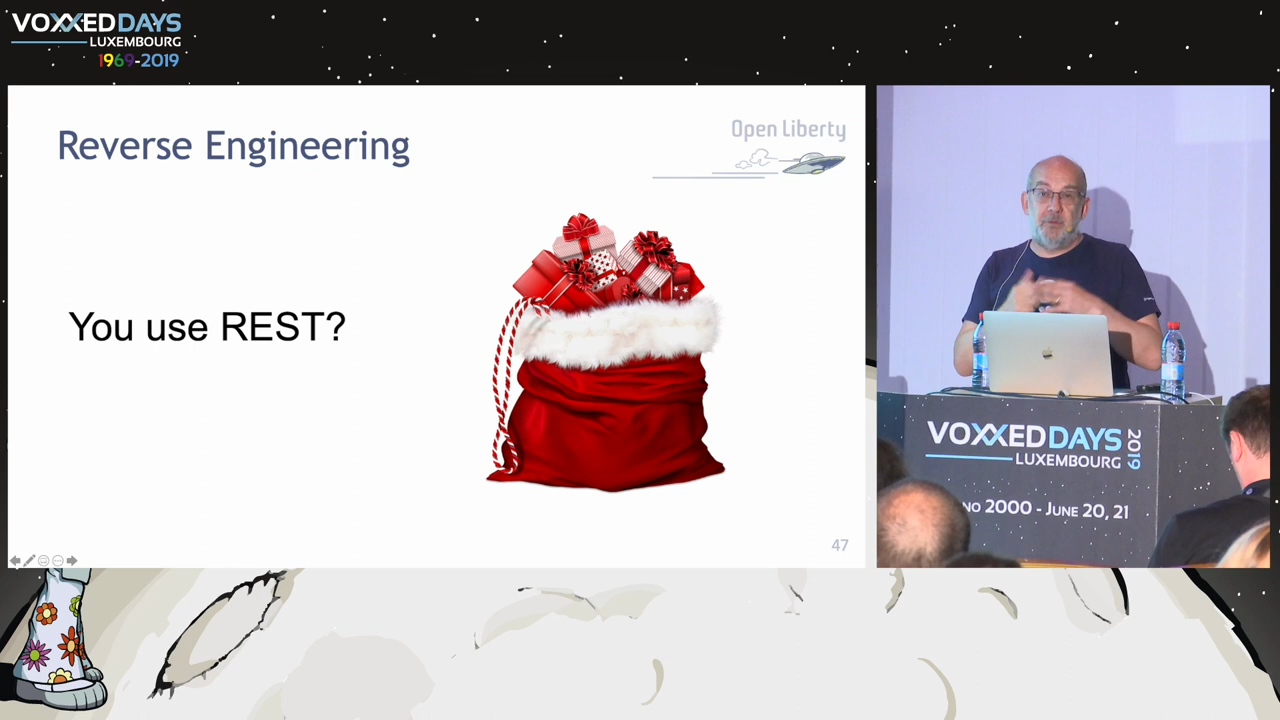 VOXXEDDAYS
LUXEMBOURG
1969-2019
Reverse Engineering
Open Liberty
You use REST?
47
VOXXEDDAYS
LUXEMBOURG
2019
2000 - JUNE 20, 21